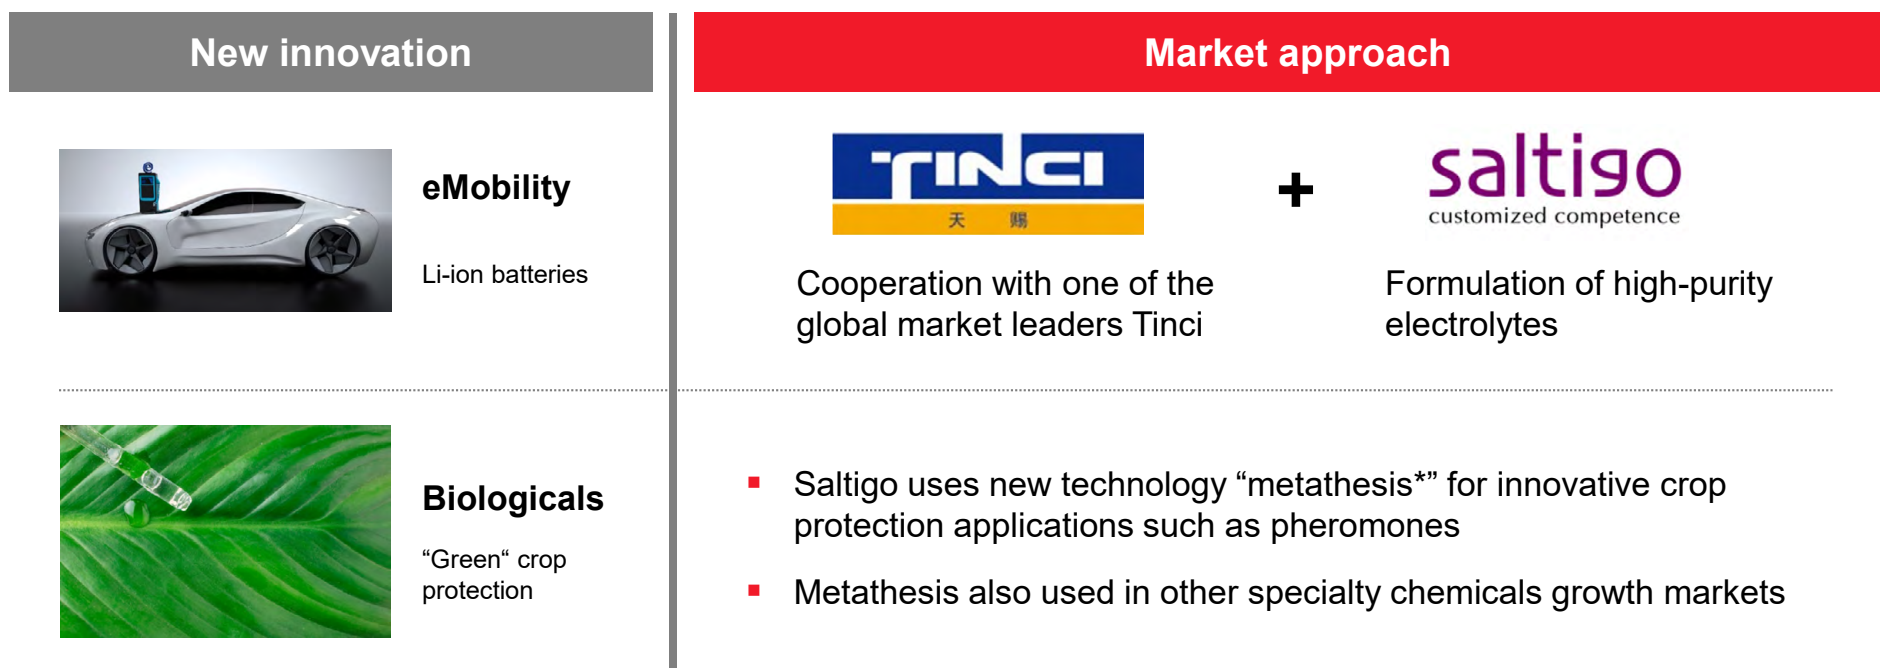 New innovation
Market approach
eMobility
Li-ion batteries
TINCI
天 赐
+
saltigo
customized competence
Cooperation with one of the
global market leaders Tinci
Formulation of high-purity
electrolytes
Biologicals
“Green“ crop
protection
▪ Saltigo uses new technology “metathesis*” for innovative crop
protection applications such as pheromones
▪ Metathesis also used in other specialty chemicals growth markets